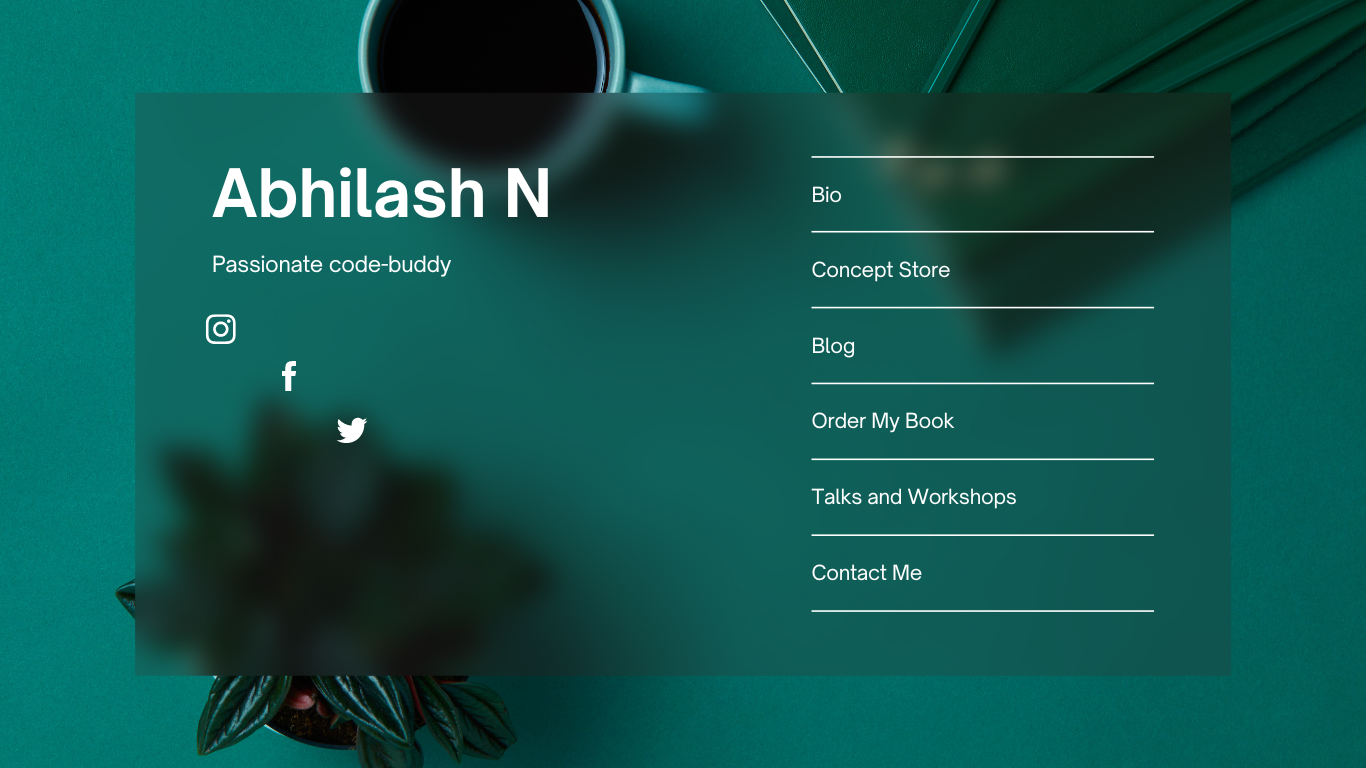 Abhilash N
Passionate code-buddy
Bio
Concept Store
Blog
Order My Book
Talks and Workshops
Contact Me